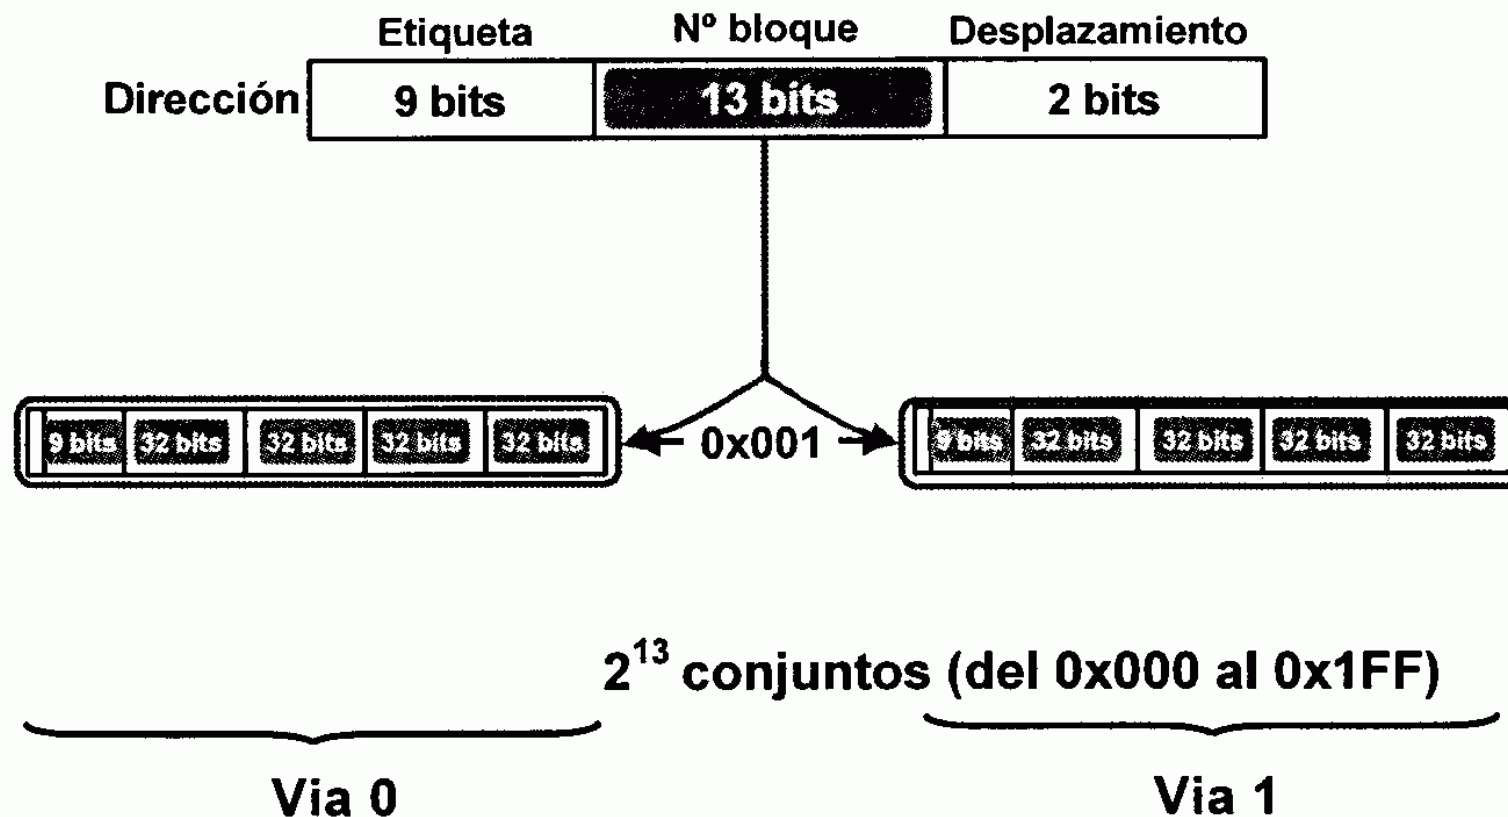 Etiqueta Nº bloque Desplazamiento
Dirección 9 bits 13 bits 2 bits
9 bits 32 bits 32 bits 32 bits 32 bits 0x001 9 bits 32 bits 32 bits 32 bits 32 bits
2¹³ conjuntos (del 0x000 al 0x1FF)
Via 0 Via 1